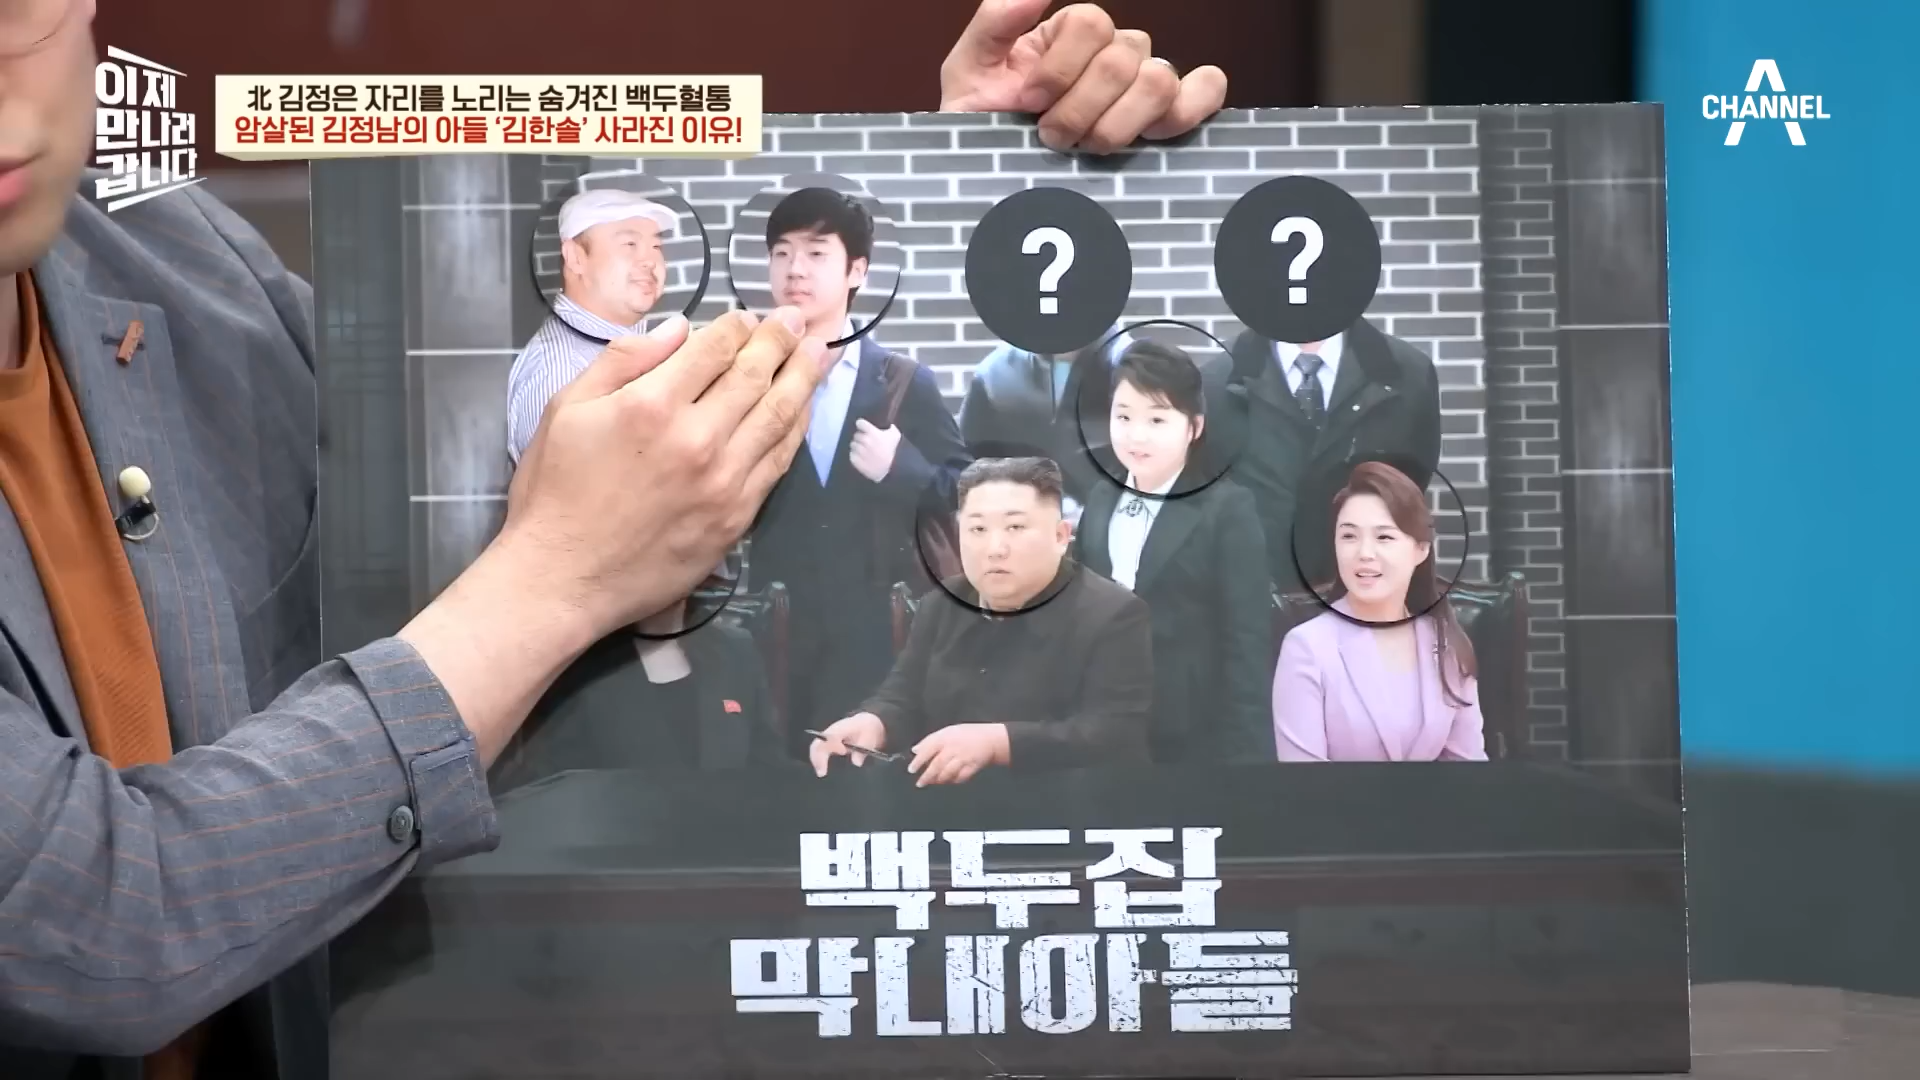 이제
만나러
갑니다
北 김정은 자리를 노리는 숨겨진 백두혈통
암살된 김정남의 아들 ‘김한솔’ 사라진 이유!
CHANNEL A
?
?
백두집
막내아들